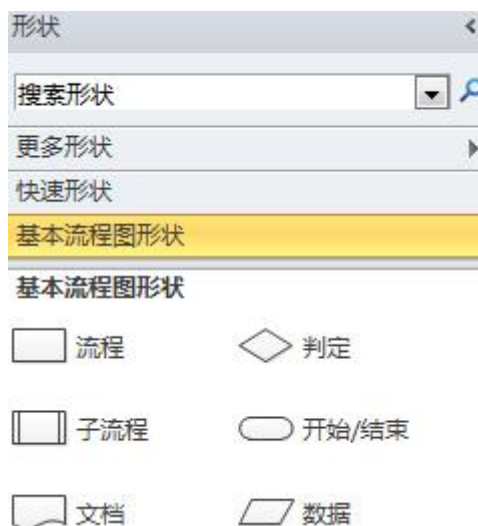 形状
搜索形状
更多形状
快速形状
基本流程图形状
基本流程图形状
流程 判定
子流程 开始/结束
文档 数据